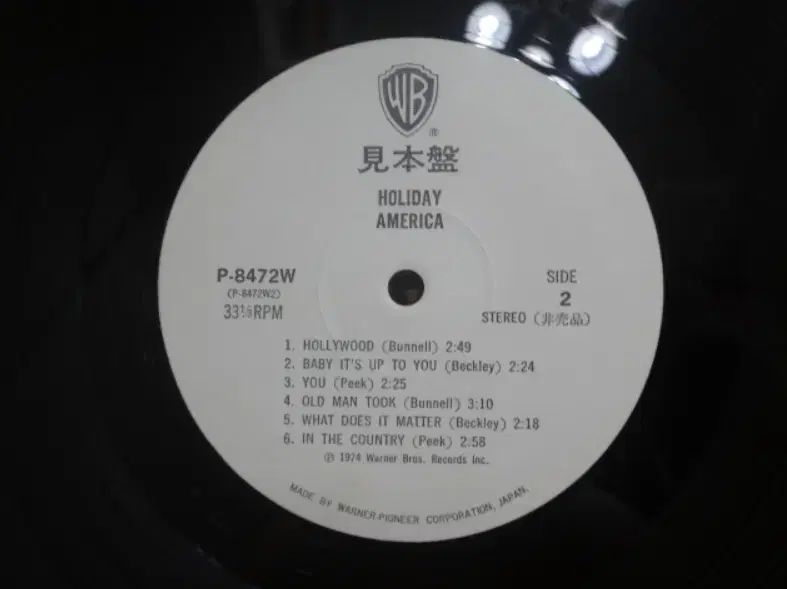 WB
®
見本盤
HOLIDAY
AMERICA
P-8472W
(P-8472W2)
33⅓RPM
SIDE
2
STEREO (非売品)
1. HOLLYWOOD (Bunnell) 2:49
2. BABY IT'S UP TO YOU (Beckley) 2:24
3. YOU (Peek) 2:25
4. OLD MAN TOOK (Bunnell) 3:10
5. WHAT DOES IT MATTER (Beckley) 2:18
6. IN THE COUNTRY (Peek) 2:58
℗ 1974 Warner Bros. Records Inc.
MADE BY WARNER-PIONEER CORPORATION, JAPAN.